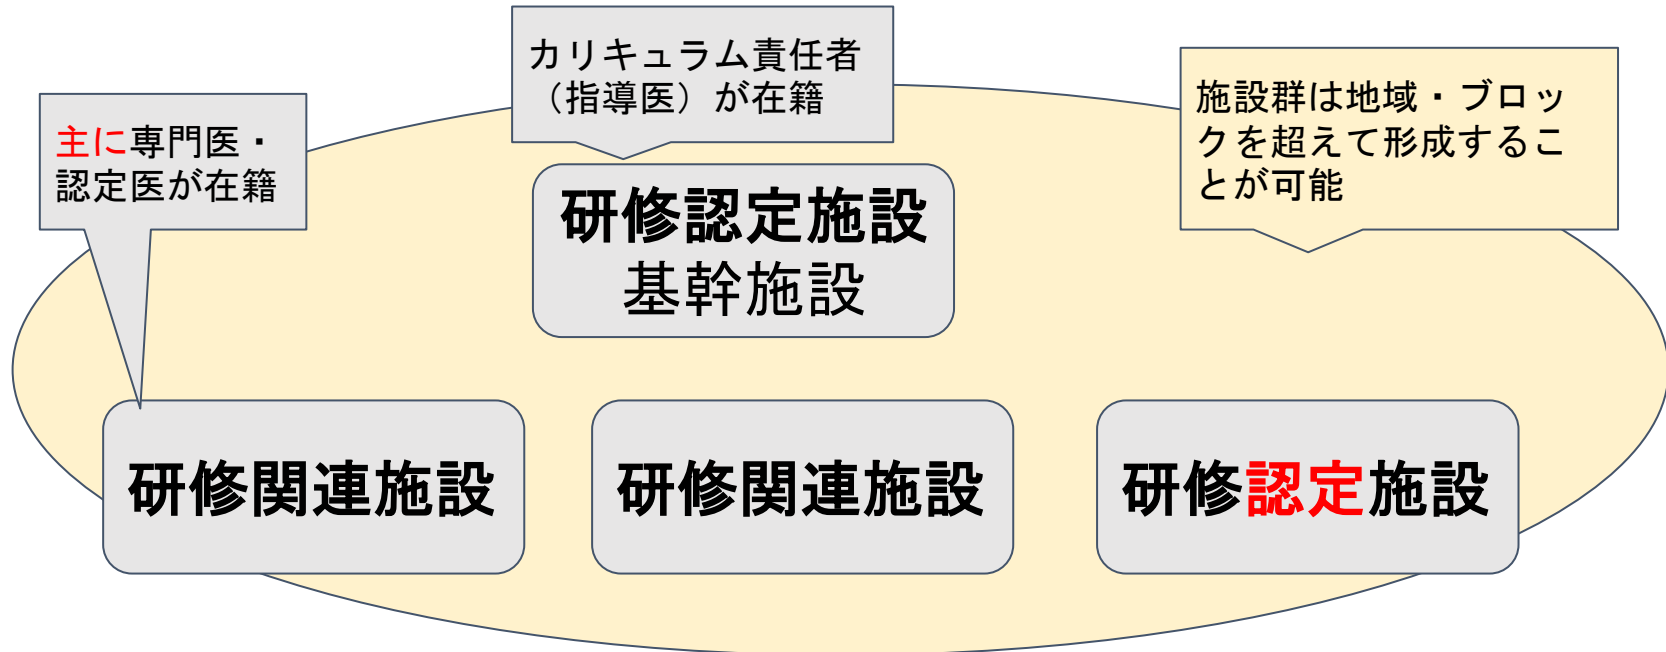 カリキュラム責任者
（指導医）が在籍
施設群は地域・ブロッ
クを超えて形成するこ
とが可能
主に専門医・
認定医が在籍
研修認定施設
基幹施設
研修関連施設
研修関連施設
研修認定施設